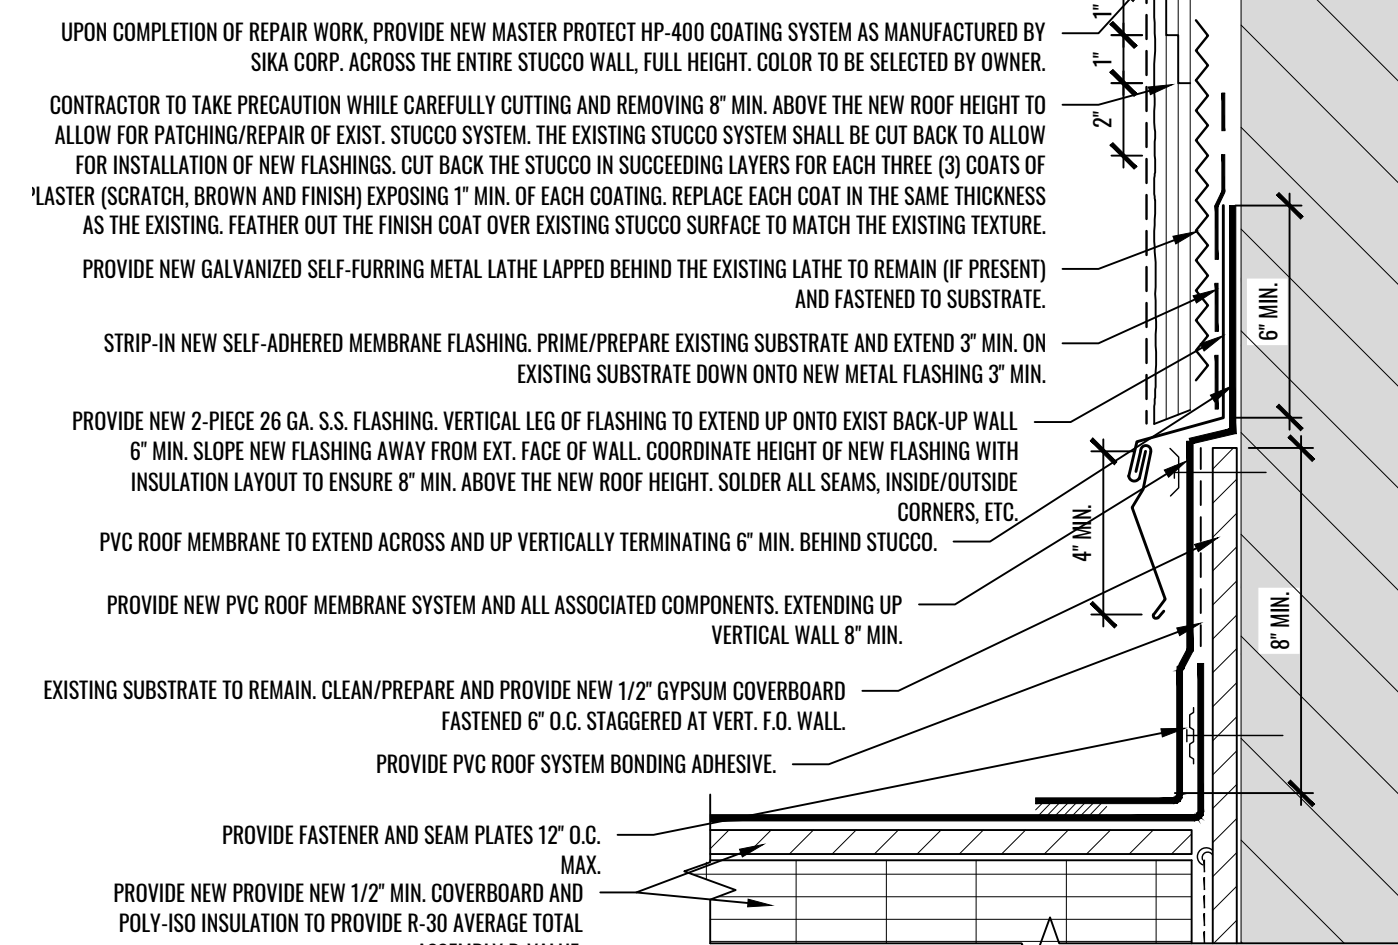 UPON COMPLETION OF REPAIR WORK, PROVIDE NEW MASTER PROTECT HP-400 COATING SYSTEM AS MANUFACTURED BY
SIKA CORP. ACROSS THE ENTIRE STUCCO WALL, FULL HEIGHT. COLOR TO BE SELECTED BY OWNER.
CONTRACTOR TO TAKE PRECAUTION WHILE CAREFULLY CUTTING AND REMOVING 8" MIN. ABOVE THE NEW ROOF HEIGHT TO
ALLOW FOR PATCHING/REPAIR OF EXIST. STUCCO SYSTEM. THE EXISTING STUCCO SYSTEM SHALL BE CUT BACK TO ALLOW
FOR INSTALLATION OF NEW FLASHINGS. CUT BACK THE STUCCO IN SUCCEEDING LAYERS FOR EACH THREE (3) COATS OF
PLASTER (SCRATCH, BROWN AND FINISH) EXPOSING 1" MIN. OF EACH COATING. REPLACE EACH COAT IN THE SAME THICKNESS
AS THE EXISTING. FEATHER OUT THE FINISH COAT OVER EXISTING STUCCO SURFACE TO MATCH THE EXISTING TEXTURE.
PROVIDE NEW GALVANIZED SELF-FURRING METAL LATHE LAPPED BEHIND THE EXISTING LATHE TO REMAIN (IF PRESENT)
AND FASTENED TO SUBSTRATE.
STRIP-IN NEW SELF-ADHERED MEMBRANE FLASHING. PRIME/PREPARE EXISTING SUBSTRATE AND EXTEND 3" MIN. ON
EXISTING SUBSTRATE DOWN ONTO NEW METAL FLASHING 3" MIN.
PROVIDE NEW 2-PIECE 26 GA. S.S. FLASHING. VERTICAL LEG OF FLASHING TO EXTEND UP ONTO EXIST BACK-UP WALL
6" MIN. SLOPE NEW FLASHING AWAY FROM EXT. FACE OF WALL. COORDINATE HEIGHT OF NEW FLASHING WITH
INSULATION LAYOUT TO ENSURE 8" MIN. ABOVE THE NEW ROOF HEIGHT. SOLDER ALL SEAMS, INSIDE/OUTSIDE
CORNERS, ETC.
PVC ROOF MEMBRANE TO EXTEND ACROSS AND UP VERTICALLY TERMINATING 6" MIN. BEHIND STUCCO.
PROVIDE NEW PVC ROOF MEMBRANE SYSTEM AND ALL ASSOCIATED COMPONENTS. EXTENDING UP
VERTICAL WALL 8" MIN.
EXISTING SUBSTRATE TO REMAIN. CLEAN/PREPARE AND PROVIDE NEW 1/2" GYPSUM COVERBOARD
FASTENED 6" O.C. STAGGERED AT VERT. F.O. WALL.
PROVIDE PVC ROOF SYSTEM BONDING ADHESIVE.
PROVIDE FASTENER AND SEAM PLATES 12" O.C.
MAX.
PROVIDE NEW PROVIDE NEW 1/2" MIN. COVERBOARD AND
POLY-ISO INSULATION TO PROVIDE R-30 AVERAGE TOTAL
1"
1"
2"
6" MIN.
4" MIN.
8" MIN.